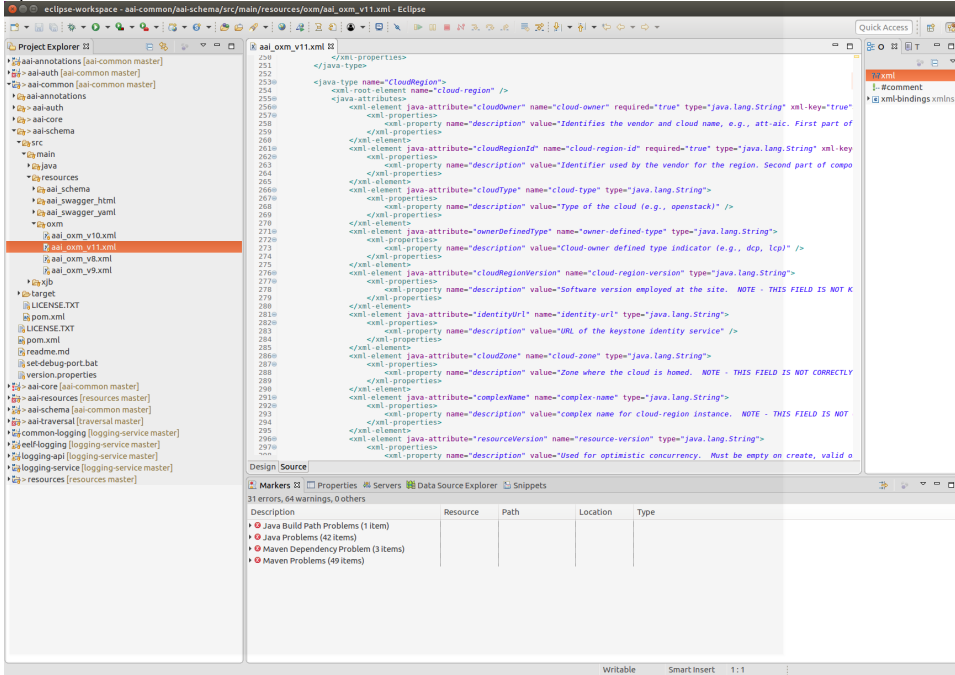 eclipse-workspace - aai-common/aai-schema/src/main/resources/oxm/aai_oxm_v11.xml - Eclipse
Quick Access
Project Explorer
aai-annotations [aai-common master]
aai-auth [aai-common master]
> aai-common [aai-common master]
aai-annotations
> aai-auth
> aai-core
> aai-schema
src
main
java
resources
aai_schema
aai_swagger_html
aai_swagger_yaml
oxm
aai_oxm_v10.xml
aai_oxm_v11.xml
aai_oxm_v8.xml
aai_oxm_v9.xml
xjb
target
LICENSE.TXT
pom.xml
LICENSE.TXT
pom.xml
readme.md
set-debug-port.bat
version.properties
> aai-core [aai-common master]
> aai-resources [resources master]
> aai-schema [aai-common master]
> aai-traversal [traversal master]
common-logging [logging-service master]
eelf-logging [logging-service master]
logging-api [logging-service master]
logging-service [logging-service master]
> resources [resources master]
aai_oxm_v11.xml
250 </xml-properties>
251 </java-type>
252
253 <java-type name="CloudRegion">
254 <xml-root-element name="cloud-region" />
255 <java-attributes>
256 <xml-element java-attribute="cloudOwner" name="cloud-owner" required="true" type="java.lang.String" xml-key="true"
257 <xml-properties>
258 <xml-property name="description" value="Identifies the vendor and cloud name, e.g., att-aic. First part of
259 </xml-properties>
260 </xml-element>
261 <xml-element java-attribute="cloudRegionId" name="cloud-region-id" required="true" type="java.lang.String" xml-key
262 <xml-properties>
263 <xml-property name="description" value="Identifier used by the vendor for the region. Second part of compo
264 </xml-properties>
265 </xml-element>
266 <xml-element java-attribute="cloudType" name="cloud-type" type="java.lang.String">
267 <xml-properties>
268 <xml-property name="description" value="Type of the cloud (e.g., openstack)" />
269 </xml-properties>
270 </xml-element>
271 <xml-element java-attribute="ownerDefinedType" name="owner-defined-type" type="java.lang.String">
272 <xml-properties>
273 <xml-property name="description" value="Cloud-owner defined type indicator (e.g., dcp, lcp)" />
274 </xml-properties>
275 </xml-element>
276 <xml-element java-attribute="cloudRegionVersion" name="cloud-region-version" type="java.lang.String">
277 <xml-properties>
278 <xml-property name="description" value="Software version employed at the site. NOTE - THIS FIELD IS NOT K
279 </xml-properties>
280 </xml-element>
281 <xml-element java-attribute="identityUrl" name="identity-url" type="java.lang.String">
282 <xml-properties>
283 <xml-property name="description" value="URL of the keystone identity service" />
284 </xml-properties>
285 </xml-element>
286 <xml-element java-attribute="cloudZone" name="cloud-zone" type="java.lang.String">
287 <xml-properties>
288 <xml-property name="description" value="Zone where the cloud is homed. NOTE - THIS FIELD IS NOT CORRECTLY
289 </xml-properties>
290 </xml-element>
291 <xml-element java-attribute="complexName" name="complex-name" type="java.lang.String">
292 <xml-properties>
293 <xml-property name="description" value="complex name for cloud-region instance. NOTE - THIS FIELD IS NOT
294 </xml-properties>
295 </xml-element>
296 <xml-element java-attribute="resourceVersion" name="resource-version" type="java.lang.String">
297 <xml-properties>
298 <xml-property name="description" value="Used for optimistic concurrency. Must be empty on create, valid o
Design Source
O T
xml
#comment
xml-bindings xmlns
Markers Properties Servers Data Source Explorer Snippets
31 errors, 64 warnings, 0 others
Description Resource Path Location Type
Java Build Path Problems (1 item)
Java Problems (42 items)
Maven Dependency Problem (3 items)
Maven Problems (49 items)
Writable Smart Insert 1 : 1